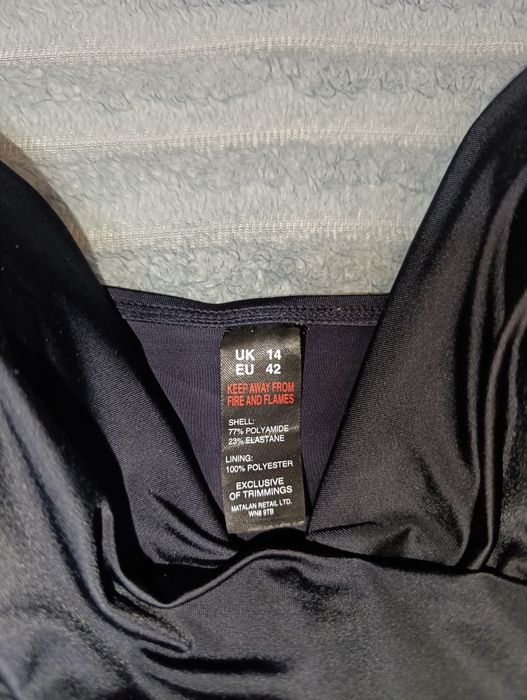 UK 14
EU 42
KEEP AWAY FROM
FIRE AND FLAMES
SHELL:
77% POLYAMIDE
23% ELASTANE
LINING:
100% POLYESTER
EXCLUSIVE
OF TRIMMINGS
MATALAN RETAIL LTD.
WN8 9TB